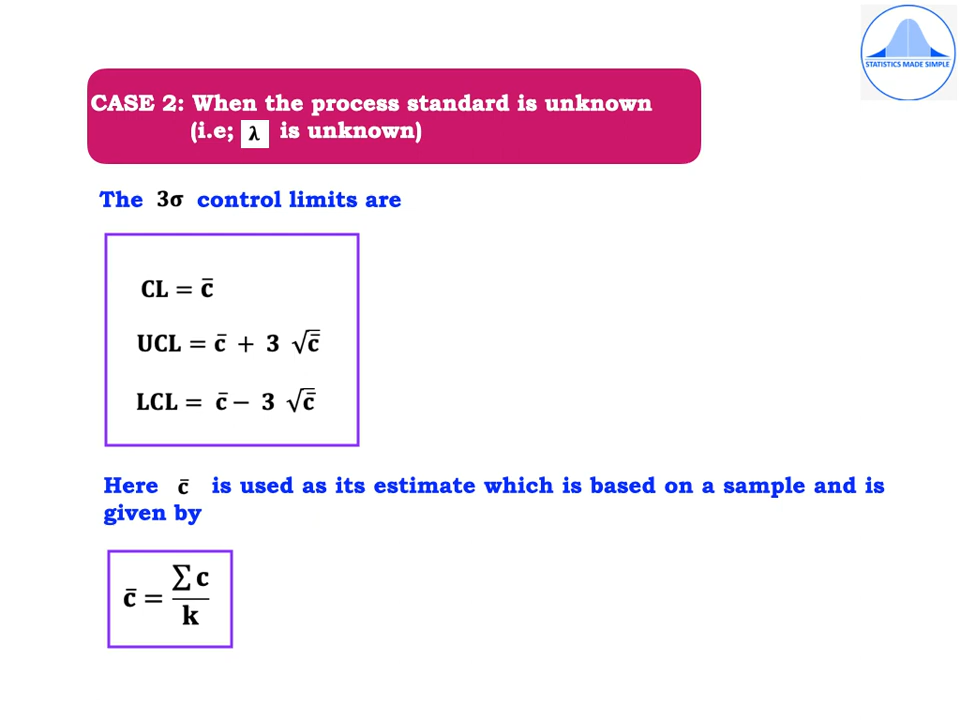 STATISTICS MADE SIMPLE
CASE 2: When the process standard is unknown
(i.e; λ is unknown)
The 3σ control limits are
CL = c̄
UCL = c̄ + 3 √c̄
LCL = c̄ − 3 √c̄
Here c̄ is used as its estimate which is based on a sample and is
given by
c̄ = ∑c / k